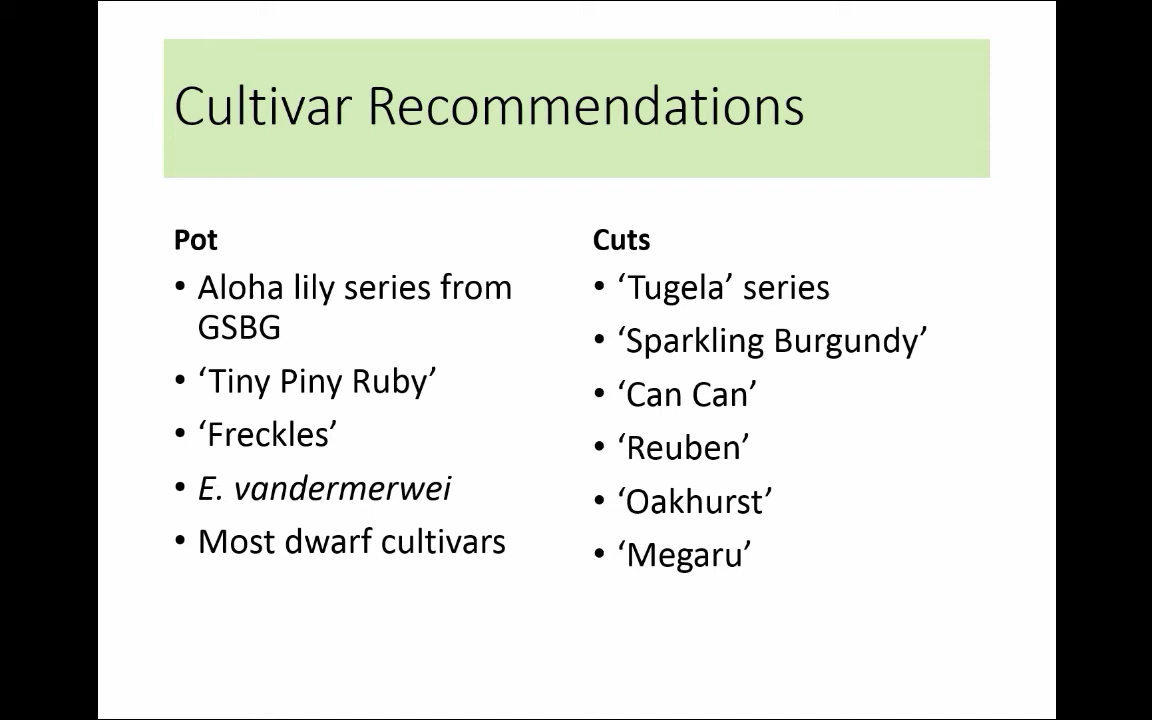 Cultivar Recommendations
Pot
• Aloha lily series from
GSBG
• ‘Tiny Piny Ruby’
• ‘Freckles’
• E. vandermerwei
• Most dwarf cultivars
Cuts
• ‘Tugela’ series
• ‘Sparkling Burgundy’
• ‘Can Can’
• ‘Reuben’
• ‘Oakhurst’
• ‘Megaru’